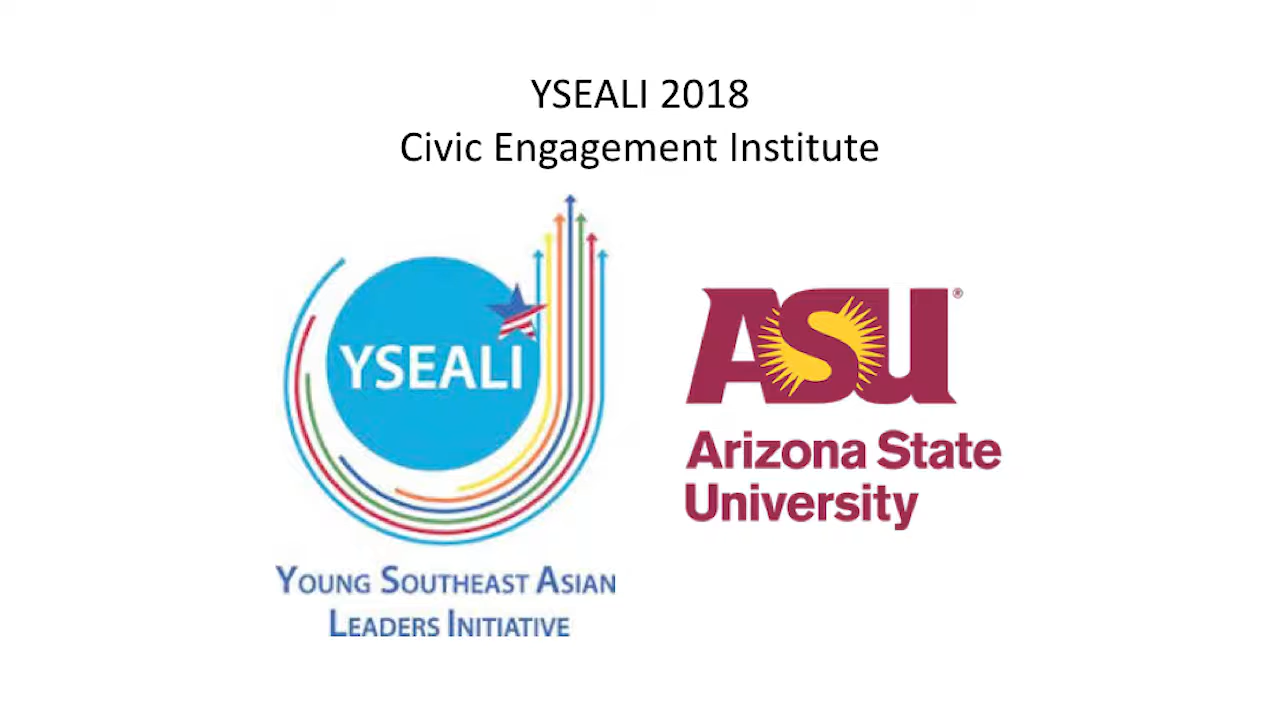 YSEALI 2018
Civic Engagement Institute
YSEALI
YOUNG SOUTHEAST ASIAN
LEADERS INITIATIVE
ASU®
Arizona State
University